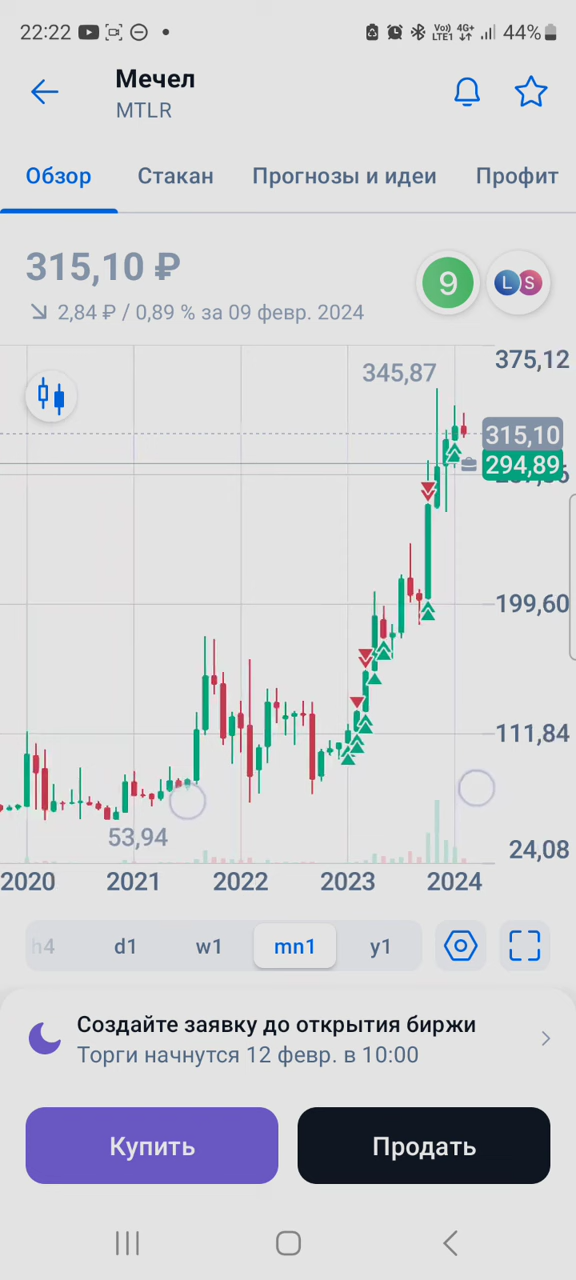 22:22
Vo)) LTE1 4G+ 44%
Мечел
MTLR
Обзор Стакан Прогнозы и идеи Профит
315,10 ₽
2,84 ₽ / 0,89 % за 09 февр. 2024
9 L S
375,12
345,87
315,10
294,89
199,60
111,84
53,94
24,08
2020 2021 2022 2023 2024
h4 d1 w1 mn1 y1
Создайте заявку до открытия биржи
Торги начнутся 12 февр. в 10:00
Купить Продать